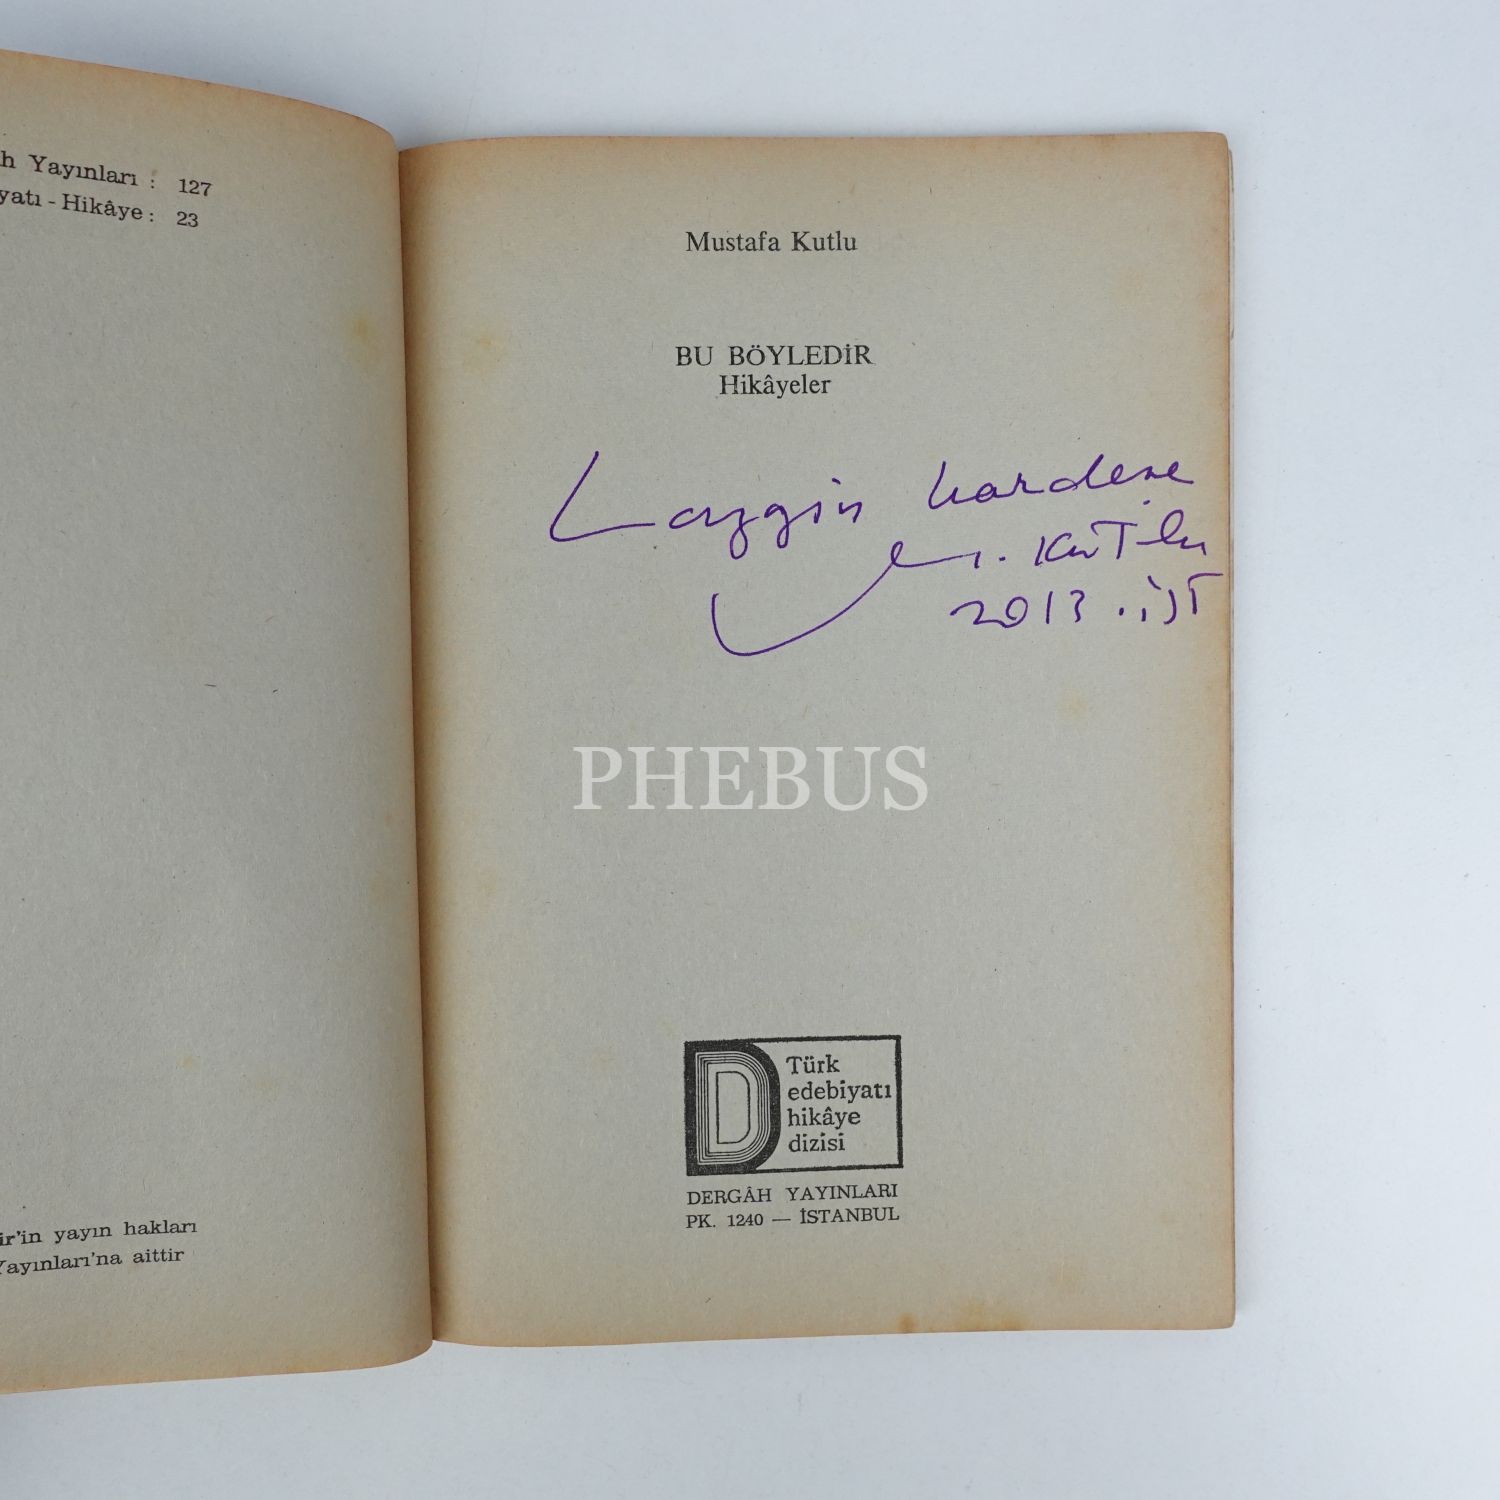 h Yayınları : 127
yatı - Hikâye : 23
ir'in yayın hakları
Yayınları'na aittir
Mustafa Kutlu
BU BÖYLEDİR
Hikâyeler
kardeşe
M. Kutlu
2013 . ist
PHEBUS
D Türk
edebiyatı
hikâye
dizisi
DERGÂH YAYINLARI
PK. 1240 — İSTANBUL